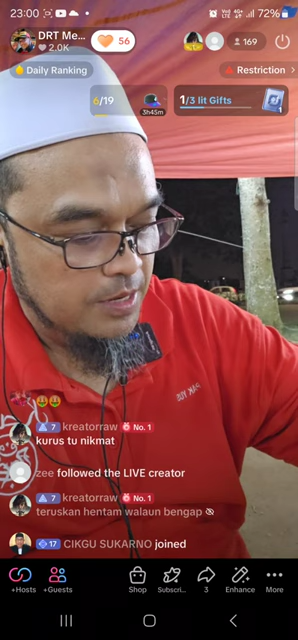 23:00
72%
DRT Me...
2.0K
56
169
Daily Ranking
Restriction >
6/19
3h45m
1/3 lit Gifts
PAK YUS
7 kreatorraw No. 1
kurus tu nikmat
zee followed the LIVE creator
7 kreatorraw No. 1
teruskan hentam walaun bengap
17 CIKGU SUKARNO joined
+Hosts
+Guests
Shop
Subscri...
3
Enhance
More